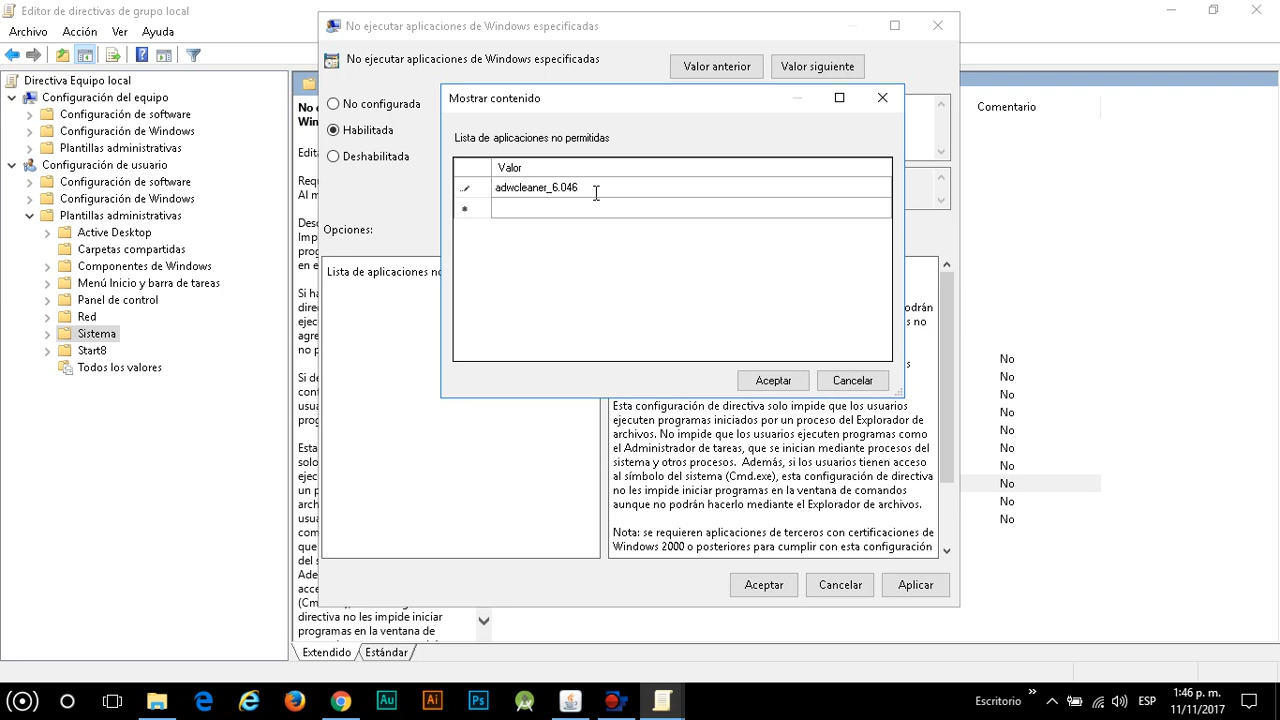 Editor de directivas de grupo local
Archivo Acción Ver Ayuda
Directiva Equipo local
Configuración del equipo
Configuración de software
Configuración de Windows
Plantillas administrativas
Configuración de usuario
Configuración de software
Configuración de Windows
Plantillas administrativas
Active Desktop
Carpetas compartidas
Componentes de Windows
Menú Inicio y barra de tareas
Panel de control
Red
Sistema
Start8
Todos los valores
No ejecutar aplicaciones de Windows especificadas
No ejecutar aplicaciones de Windows especificadas
Valor anterior Valor siguiente
No configurada
Habilitada
Deshabilitada
Opciones:
Mostrar contenido
Lista de aplicaciones no permitidas
Valor
adwcleaner_6.046
Aceptar Cancelar
Esta configuración de directiva solo impide que los usuarios
ejecuten programas iniciados por un proceso del Explorador de
archivos. No impide que los usuarios ejecuten programas como
el Administrador de tareas, que se inician mediante procesos del
sistema y otros procesos. Además, si los usuarios tienen acceso
al símbolo del sistema (Cmd.exe), esta configuración de directiva
no les impide iniciar programas en la ventana de comandos
aunque no podrán hacerlo mediante el Explorador de archivos.
Nota: se requieren aplicaciones de terceros con certificaciones de
Windows 2000 o posteriores para cumplir con esta configuración
Aceptar Cancelar Aplicar
directiva no les impide iniciar
programas en la ventana de
Comentario
No
No
No
No
No
No
No
No
No
No
Extendido Estándar
Au Ai Ps
Escritorio » ESP
1:46 p. m.
11/11/2017